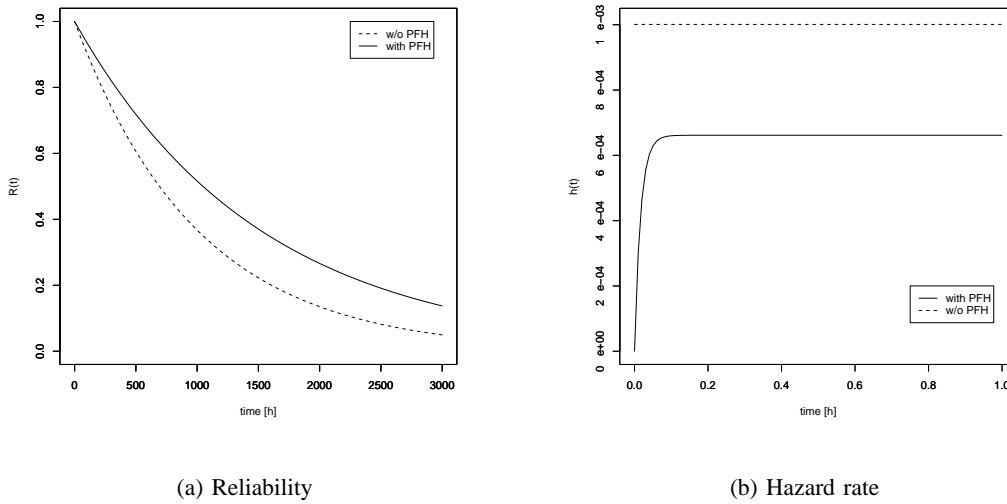 R(t)
1.0
0.8
0.6
0.4
0.2
0.0
w/o PFH
with PFH
0 500 1000 1500 2000 2500 3000
time [h]
(a) Reliability
h(t)
1 e−03
8 e−04
6 e−04
4 e−04
2 e−04
0 e+00
with PFH
w/o PFH
0.0 0.2 0.4 0.6 0.8 1.0
time [h]
(b) Hazard rate